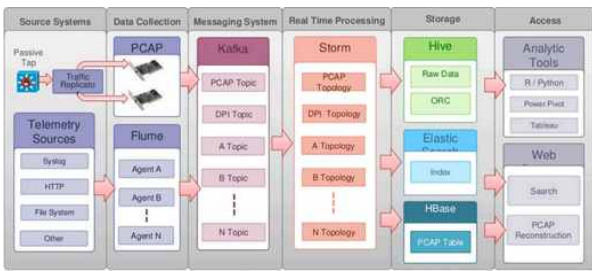 Source Systems
Data Collection
Messaging System
Real Time Processing
Storage
Access
Passive
Tap
Traffic
Replicato
PCAP
Telemetry
Sources
Syslog
HTTP
File System
Other
Flume
Agent A
Agent B
Agent N
Kafka
PCAP Topic
DPI Topic
A Topic
B Topic
N Topic
Storm
PCAP
Topology
DPI Topology
A Topology
B Topology
N Topology
Hive
Raw Data
ORC
Elastic
Search
Index
HBase
PCAP Table
Analytic
Tools
R / Python
Power Pivot
Tableau
Web
Search
PCAP
Reconstruction